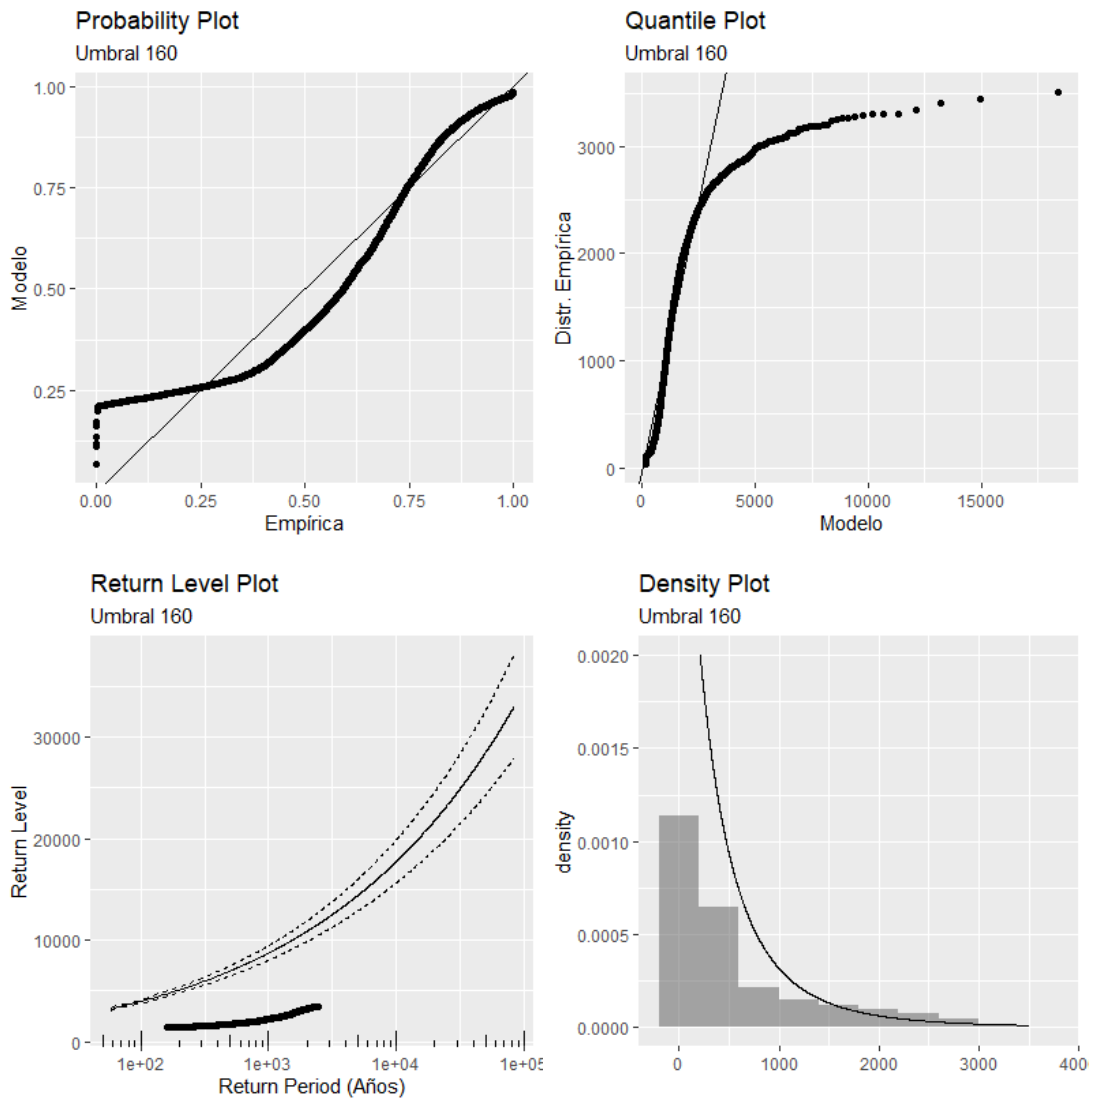 Probability Plot
Umbral 160
1.00
0.75
0.50
0.25
Modelo
0.00 0.25 0.50 0.75 1.00
Empírica
Quantile Plot
Umbral 160
3000
2000
1000
0
Distr. Empírica
0 5000 10000 15000
Modelo
Return Level Plot
Umbral 160
30000
20000
10000
0
Return Level
1e+02 1e+03 1e+04 1e+05
Return Period (Años)
Density Plot
Umbral 160
0.0020
0.0015
0.0010
0.0005
0.0000
density
0 1000 2000 3000 400